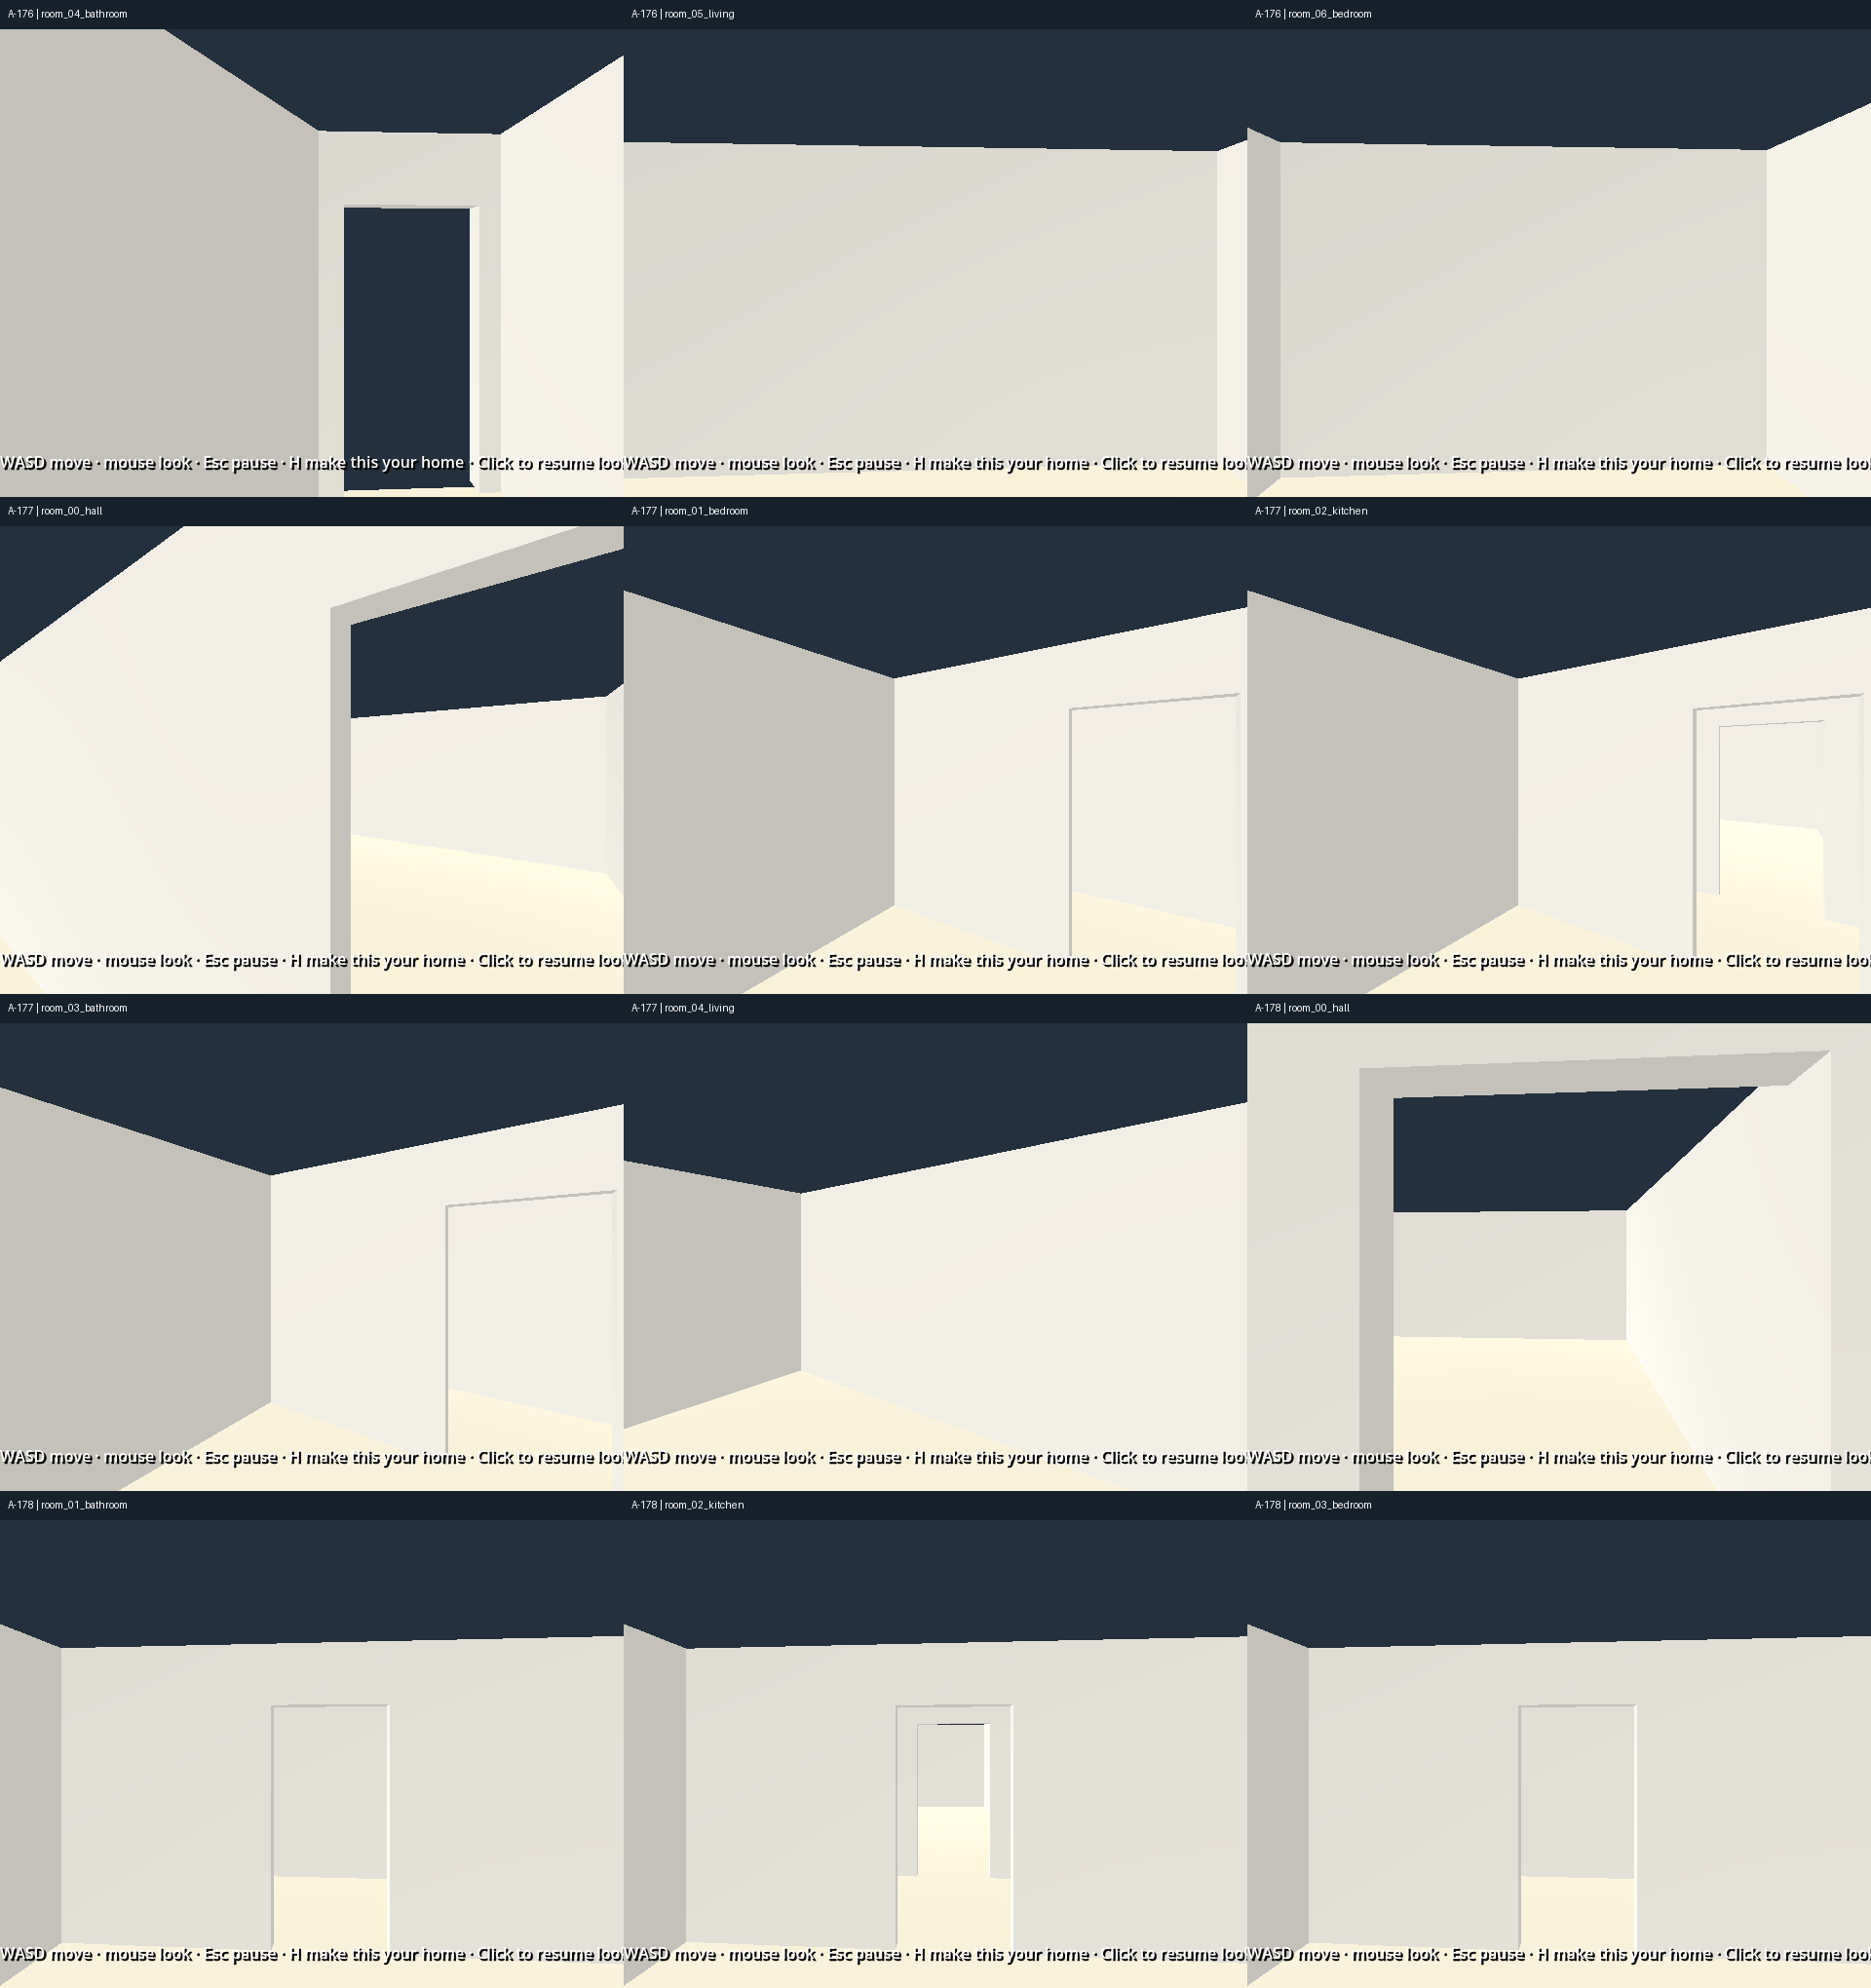 A-176 | room_04_bathroom
A-176 | room_05_living
A-176 | room_06_bedroom
WASD move · mouse look · Esc pause · H make this your home · Click to resume loo
WASD move · mouse look · Esc pause · H make this your home · Click to resume loo
WASD move · mouse look · Esc pause · H make this your home · Click to resume loo
A-177 | room_00_hall
A-177 | room_01_bedroom
A-177 | room_02_kitchen
WASD move · mouse look · Esc pause · H make this your home · Click to resume loo
WASD move · mouse look · Esc pause · H make this your home · Click to resume loo
WASD move · mouse look · Esc pause · H make this your home · Click to resume loo
A-177 | room_03_bathroom
A-177 | room_04_living
A-178 | room_00_hall
WASD move · mouse look · Esc pause · H make this your home · Click to resume loo
WASD move · mouse look · Esc pause · H make this your home · Click to resume loo
WASD move · mouse look · Esc pause · H make this your home · Click to resume loo
A-178 | room_01_bathroom
A-178 | room_02_kitchen
A-178 | room_03_bedroom
WASD move · mouse look · Esc pause · H make this your home · Click to resume loo
WASD move · mouse look · Esc pause · H make this your home · Click to resume loo
WASD move · mouse look · Esc pause · H make this your home · Click to resume loo